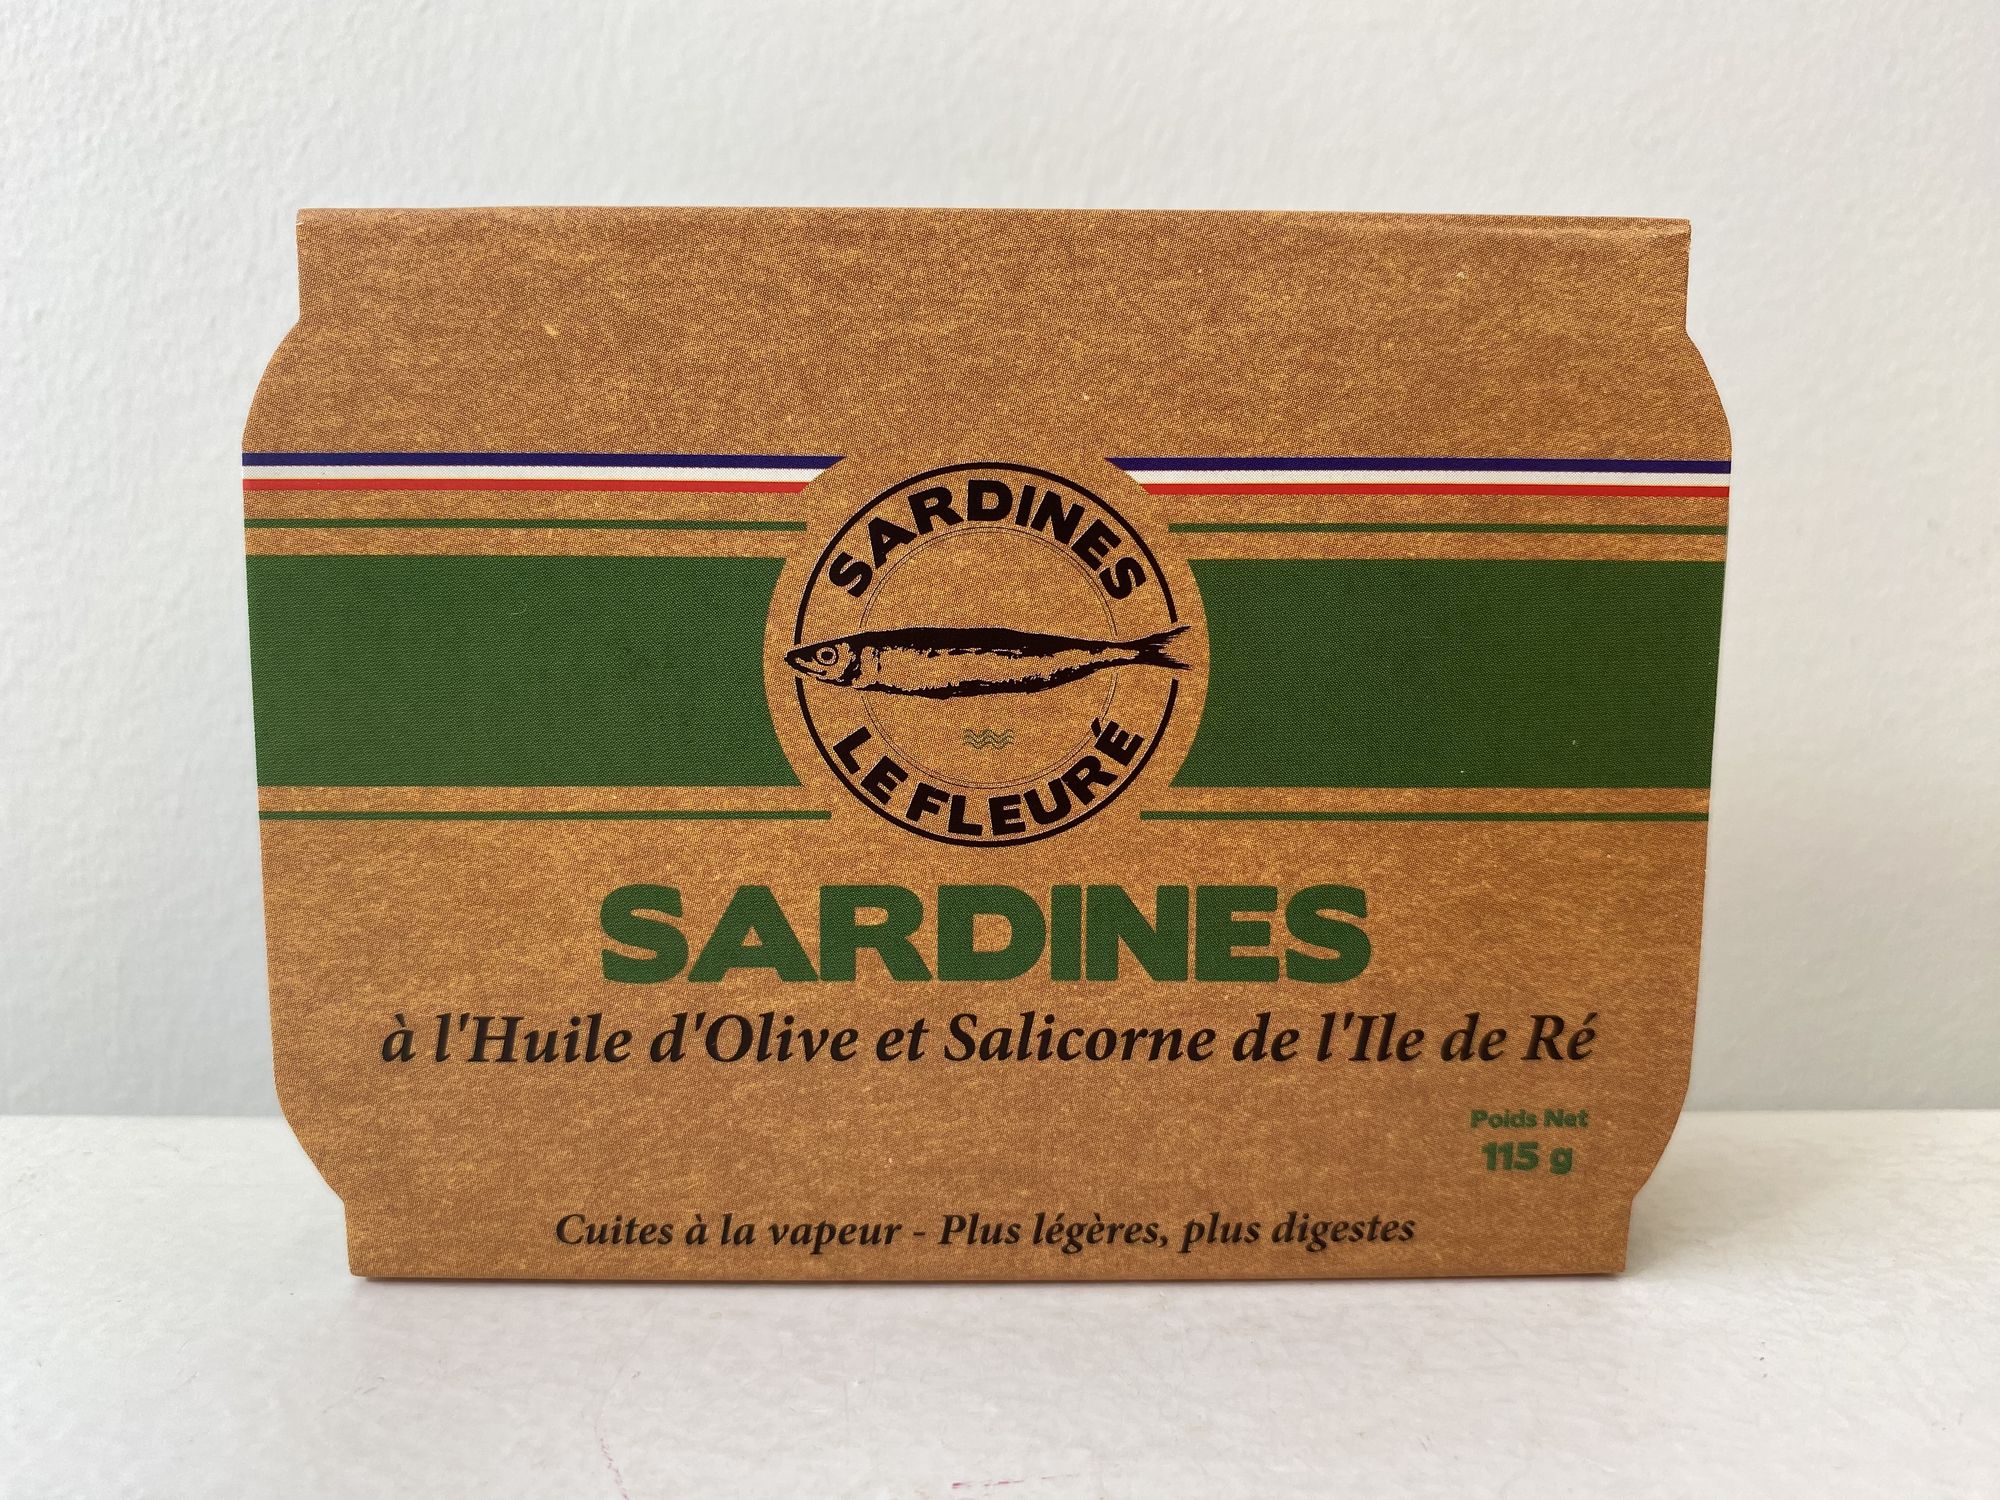 SARDINES
LE FLEURÉ
SARDINES
à l'Huile d'Olive et Salicorne de l'Ile de Ré
Poids Net
115 g
Cuites à la vapeur - Plus légères, plus digestes